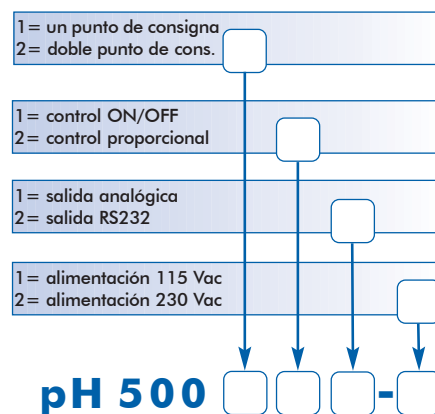 1= un punto de consigna
2= doble punto de cons.
1= control ON/OFF
2= control proporcional
1= salida analógica
2= salida RS232
1= alimentación 115 Vac
2= alimentación 230 Vac
pH 500 -